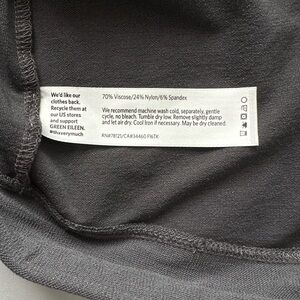 We'd like our
clothes back.
Recycle them at
our US stores
and support
GREEN EILEEN.
#thxverymuch
70% Viscose/24% Nylon/6% Spandex
We recommend machine wash cold, separately, gentle
cycle, no bleach. Tumble dry low. Remove slightly damp
and let air dry. Cool Iron if necessary. May be dry cleaned.
RN#78121/CA#34460 F16TK